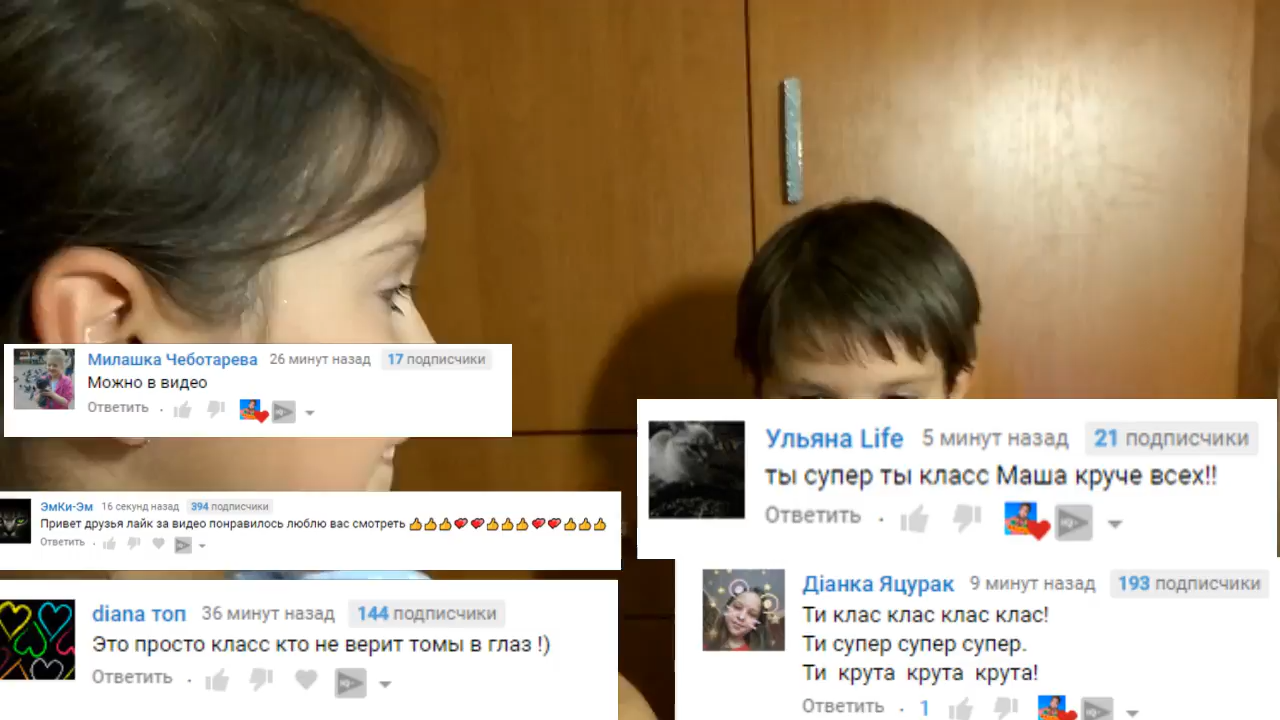 Милашка Чеботарева 26 минут назад 17 подписчики
Можно в видео
Ответить
ЭмКи-Эм 16 секунд назад 394 подписчики
Привет друзья лайк за видео понравилось люблю вас смотреть 👍👍👍💕💕👍👍👍💕💕👍👍👍
Ответить
diana топ 36 минут назад 144 подписчики
Это просто класс кто не верит томы в глаз !)
Ответить
Ульяна Life 5 минут назад 21 подписчики
ты супер ты класс Маша круче всех!!
Ответить
Діанка Яцурак 9 минут назад 193 подписчики
Ти клас клас клас клас!
Ти супер супер супер.
Ти крута крута крута!
Ответить 1